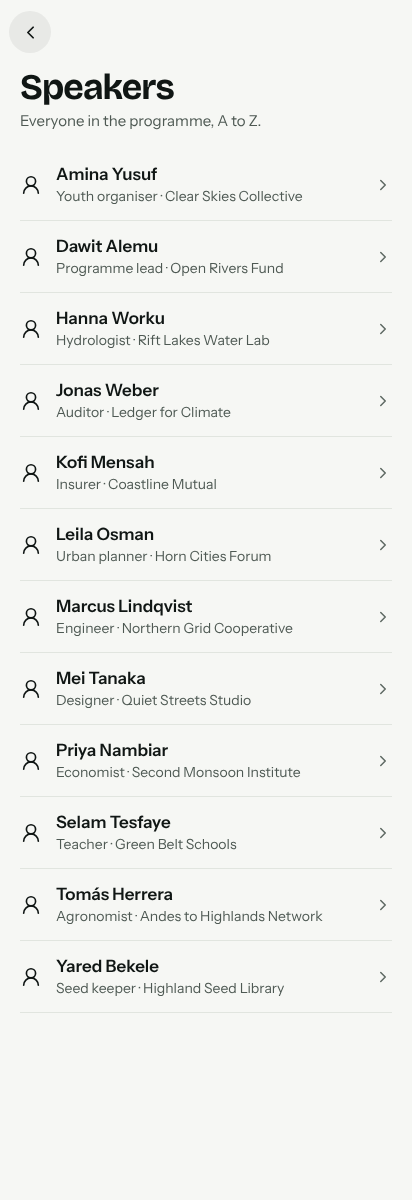 Speakers
Everyone in the programme, A to Z.
Amina Yusuf
Youth organiser · Clear Skies Collective
Dawit Alemu
Programme lead · Open Rivers Fund
Hanna Worku
Hydrologist · Rift Lakes Water Lab
Jonas Weber
Auditor · Ledger for Climate
Kofi Mensah
Insurer · Coastline Mutual
Leila Osman
Urban planner · Horn Cities Forum
Marcus Lindqvist
Engineer · Northern Grid Cooperative
Mei Tanaka
Designer · Quiet Streets Studio
Priya Nambiar
Economist · Second Monsoon Institute
Selam Tesfaye
Teacher · Green Belt Schools
Tomás Herrera
Agronomist · Andes to Highlands Network
Yared Bekele
Seed keeper · Highland Seed Library